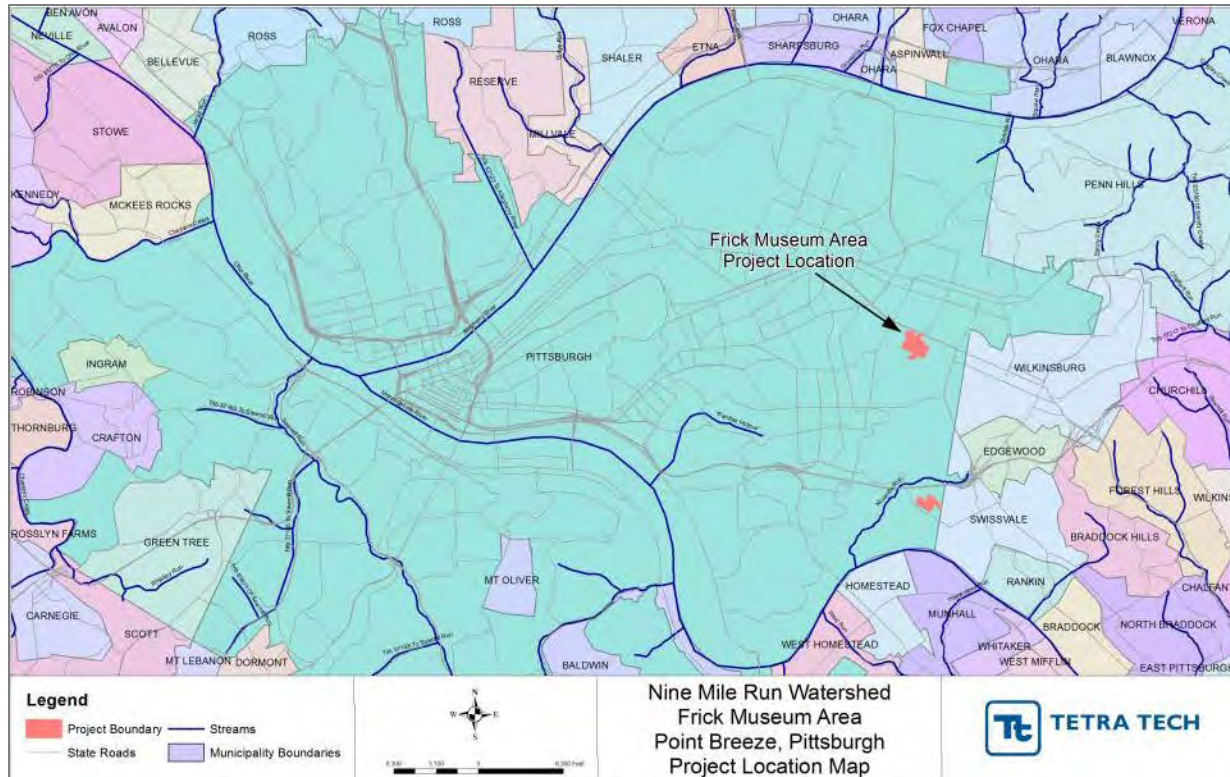 BEN AVON
NEVILLE
AVALON
ROSS
BELLEVUE
ROSS
RESERVE
SHALER
ETNA
OHARA
SHARPSBURG
FOX CHAPEL
ASPINWALL
OHARA
OHARA
VERONA
BLAWNOX
STOWE
MILLVALE
KENNEDY
MCKEES ROCKS
PENN HILLS
Frick Museum Area
Project Location
Ohio River
PITTSBURGH
INGRAM
WILKINSBURG
ROBINSON
CHURCHILL
THORNBURG
CRAFTON
EDGEWOOD
FOREST HILLS
WILKINS
ROSSLYN FARMS
GREEN TREE
SWISSVALE
BRADDOCK HILLS
MT OLIVER
HOMESTEAD
RANKIN
CHALFANT
CARNEGIE
SCOTT
MUNHALL
BRADDOCK
NORTH BRADDOCK
WEST HOMESTEAD
WHITAKER
MT LEBANON
DORMONT
BALDWIN
WEST MIFFLIN
EAST PITTSBURGH
Legend
Project Boundary
Streams
State Roads
Municipality Boundaries
N
W
E
S
Nine Mile Run Watershed
Frick Museum Area
Point Breeze, Pittsburgh
Project Location Map
Tt
TETRA TECH